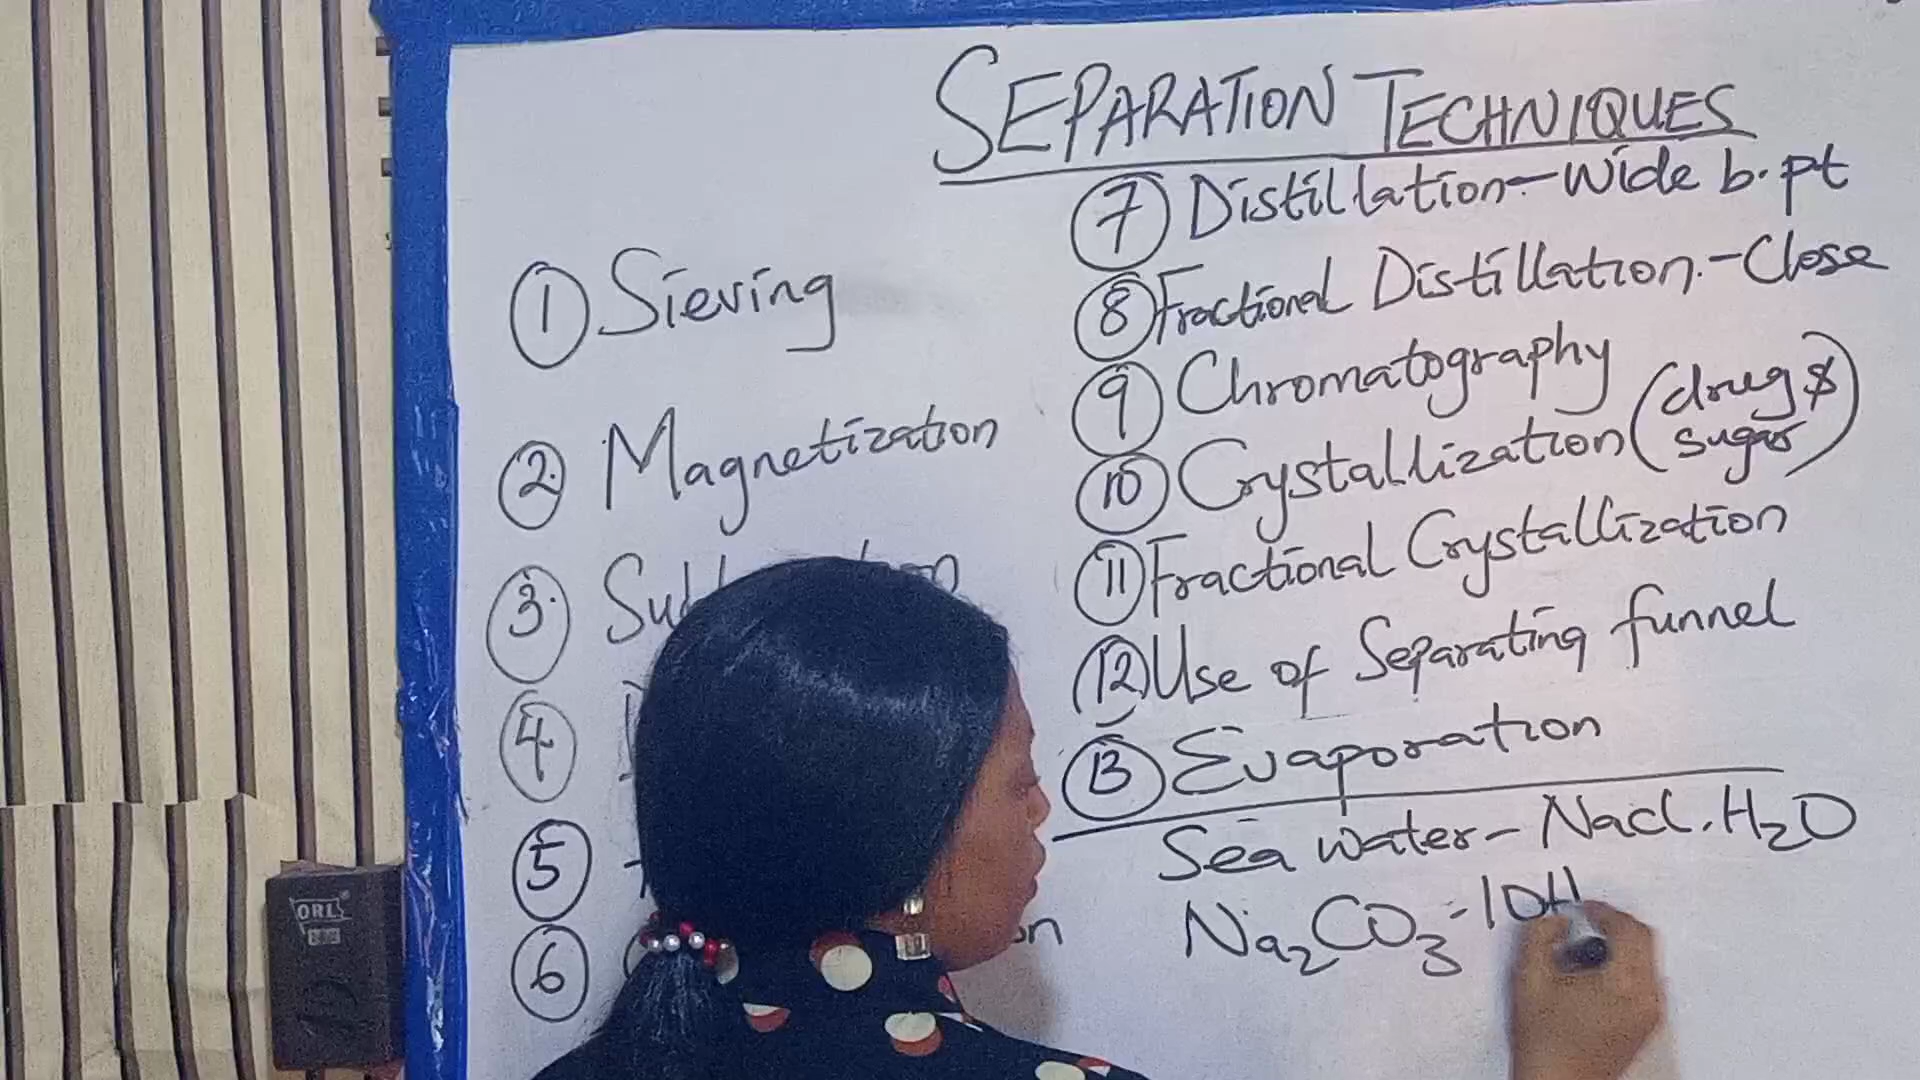 SEPARATION TECHNIQUES
① Sieving
② Magnetization
③
④
⑤
⑥
⑦ Distillation - Wide b.pt
⑧ Fractional Distillation. - Close
⑨ Chromatography
⑩ Crystallization (drug $ sugar)
⑪ Fractional Crystallization
⑫ Use of Separating funnel
⑬ Evaporation
Sea water - Nacl. H₂O
Na₂CO₃ · 10H
ORL